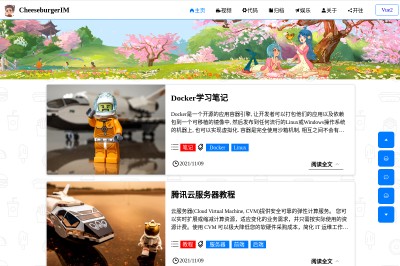 CheeseburgerIM
主页
视频
代码
归档
娱乐
关于
开往
Vue2
Docker学习笔记
Docker是一个开源的应用容器引擎, 让开发者可以打包他们的应用以及依赖
包到一个可移植的镜像中, 然后发布到任何流行的Linux或Windows操作系统
的机器上, 也可以实现虚拟化, 容器是完全使用沙箱机制, 相互之间不会有...
笔记 Docker Linux
2021/11/09
阅读全文
腾讯云服务器教程
云服务器(Cloud Virtual Machine, CVM)提供安全可靠的弹性计算服务。您可
以实时扩展或缩减计算资源, 适应变化的业务需求, 并只需按实际使用的资
源计费。使用 CVM 可以极大降低您的软硬件采购成本, 简化 IT 运维工作...
教程 服务器 前端 后端
2021/11/09
阅读全文